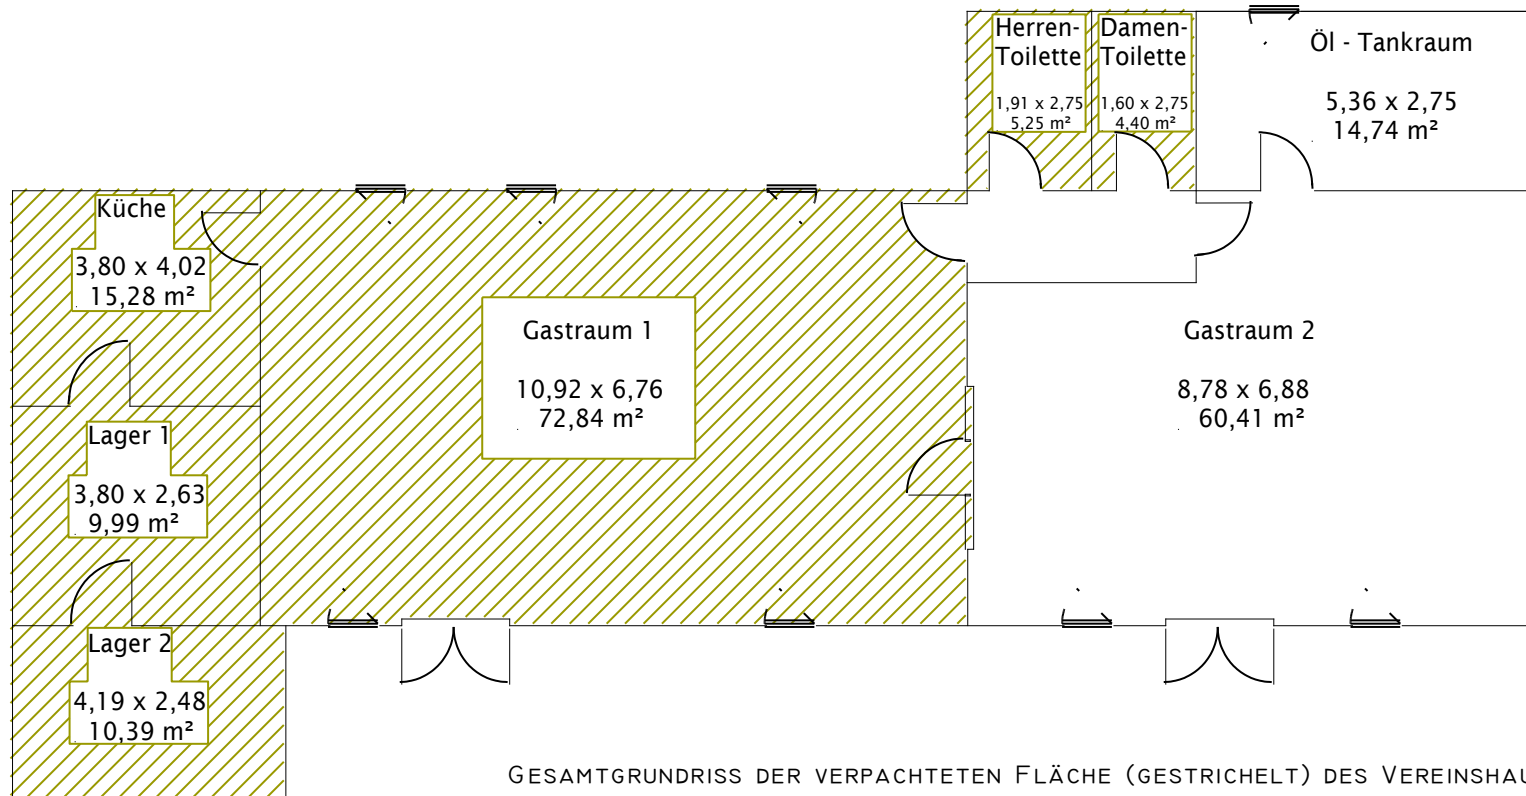 Herren-
Toilette
1,91 x 2,75
5,25 m²
Damen-
Toilette
1,60 x 2,75
4,40 m²
Öl - Tankraum
5,36 x 2,75
14,74 m²
Küche
3,80 x 4,02
15,28 m²
Gastraum 1
10,92 x 6,76
72,84 m²
Gastraum 2
8,78 x 6,88
60,41 m²
Lager 1
3,80 x 2,63
9,99 m²
Lager 2
4,19 x 2,48
10,39 m²
GESAMTGRUNDRISS DER VERPACHTETEN FLÄCHE (GESTRICHELT) DES VEREINSHAU